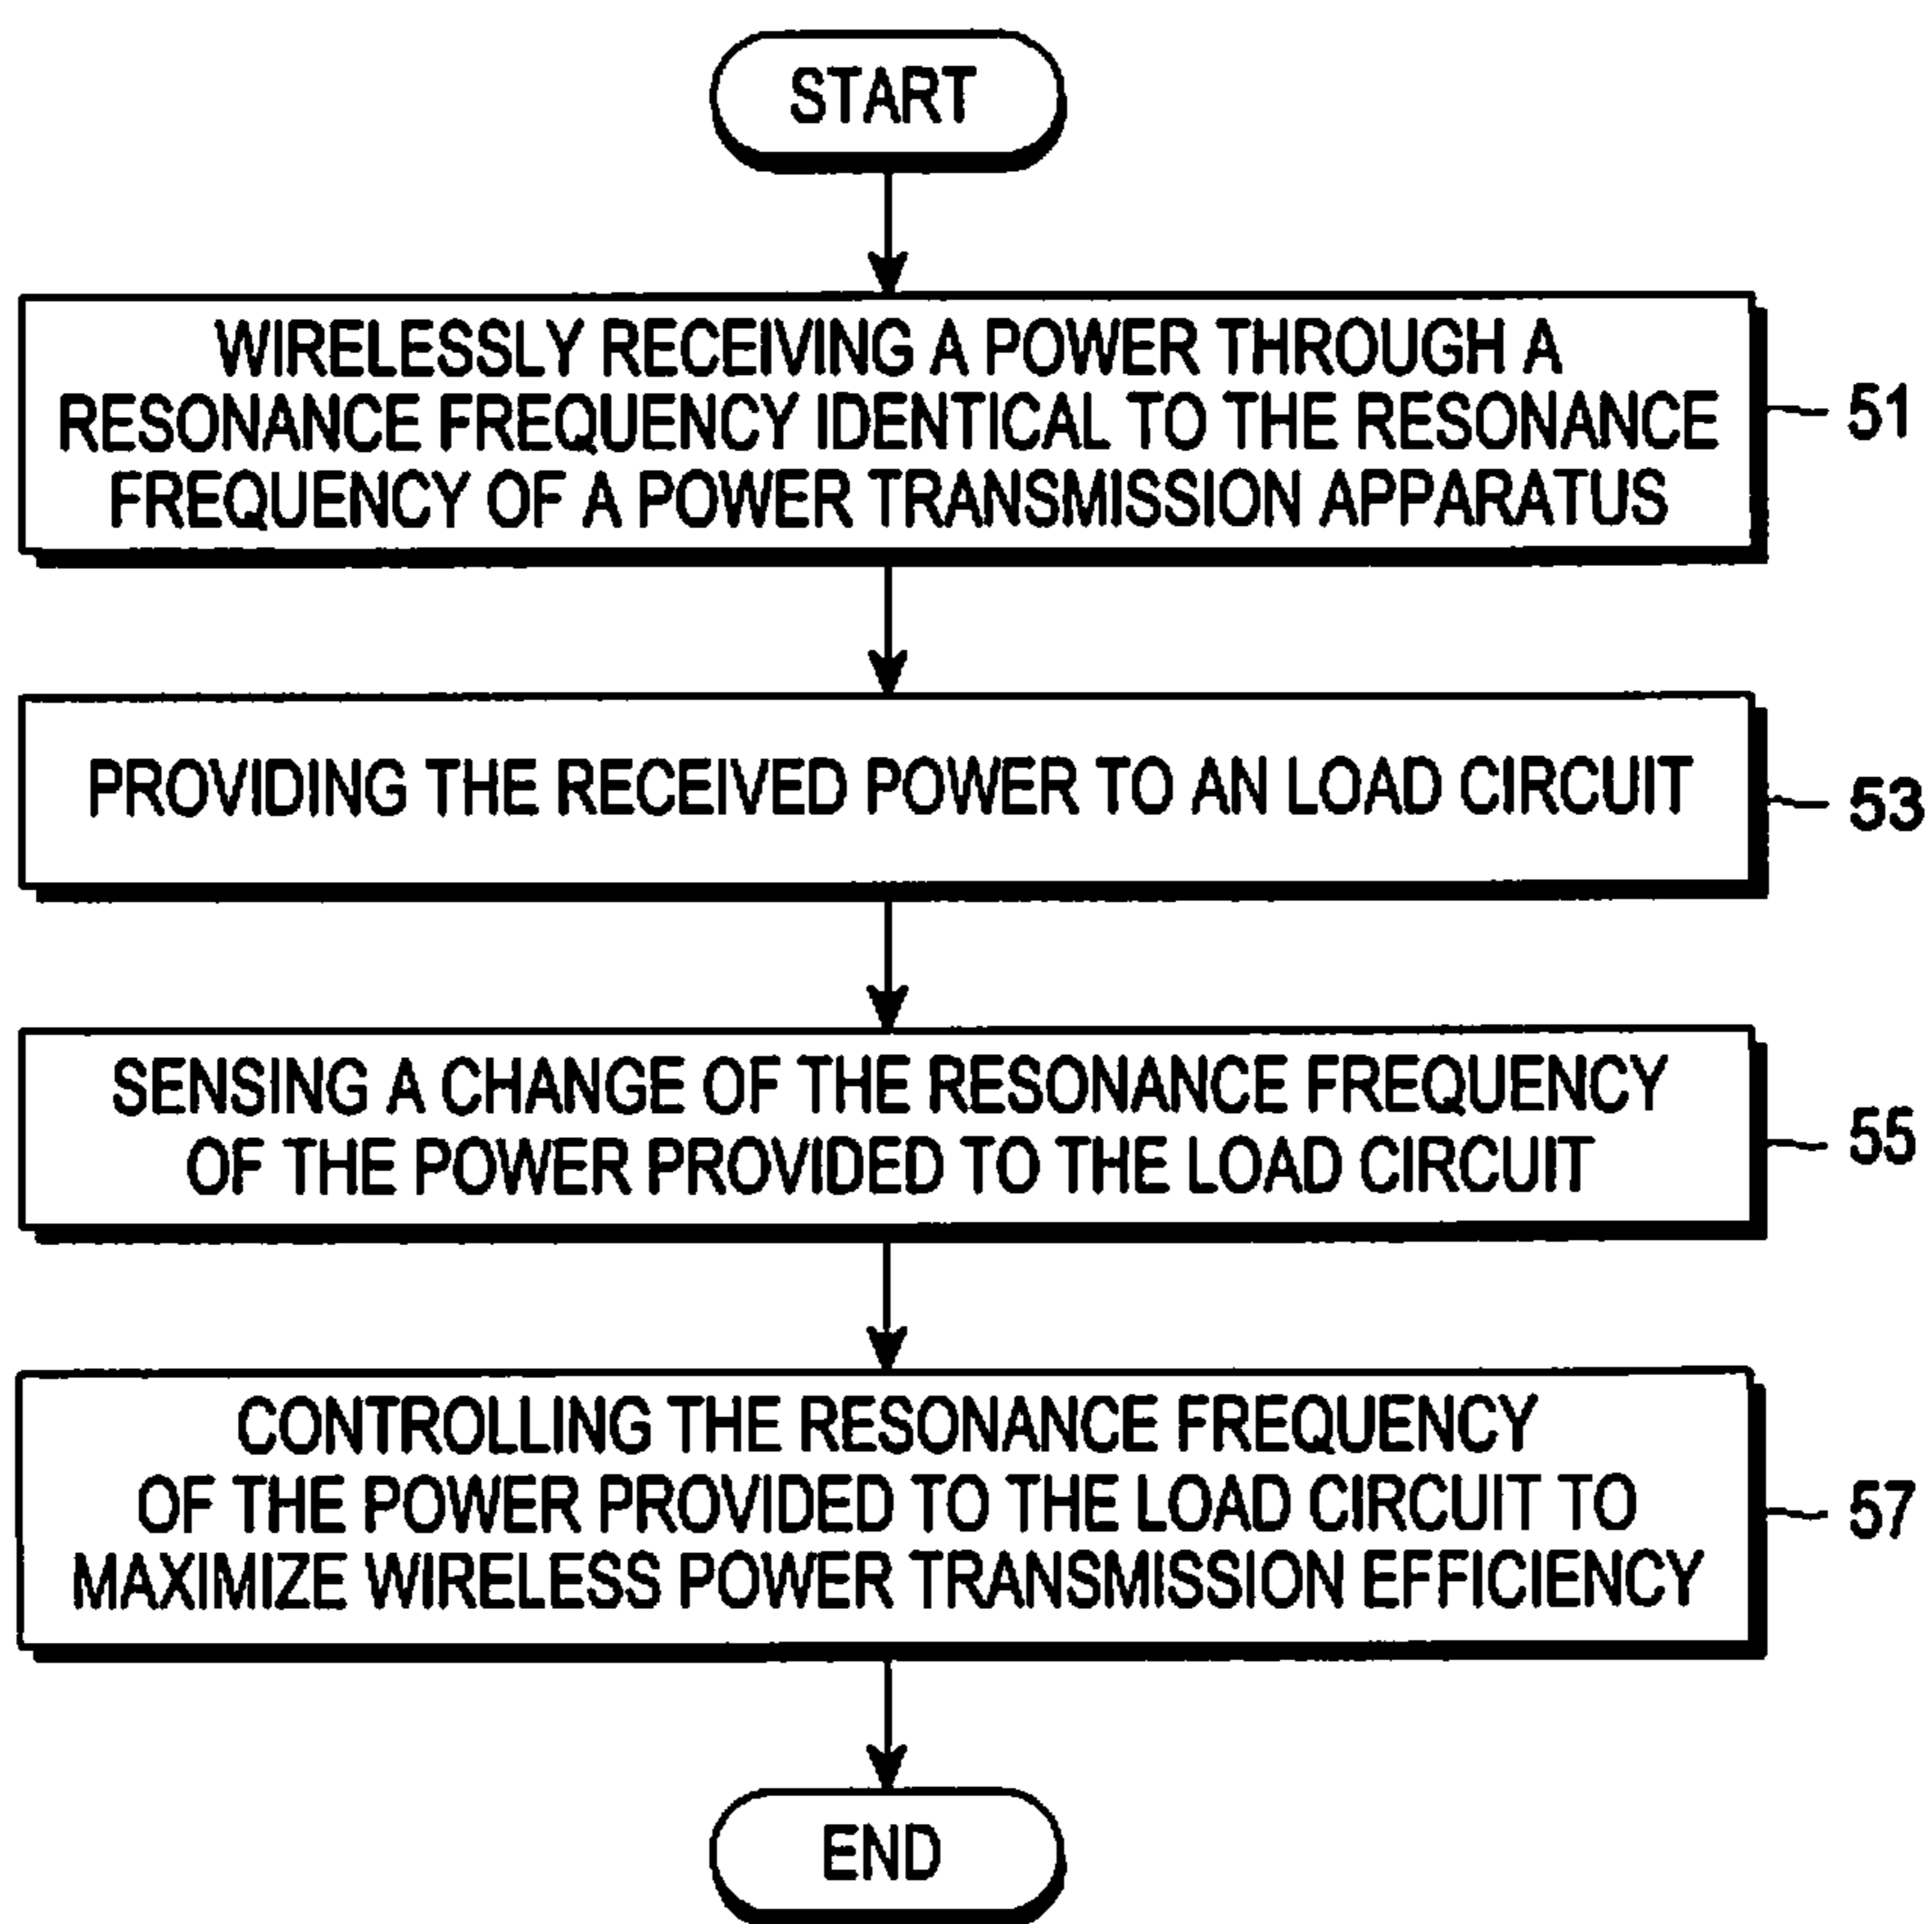 START
WIRELESSLY RECEIVING A POWER THROUGH A
RESONANCE FREQUENCY IDENTICAL TO THE RESONANCE
FREQUENCY OF A POWER TRANSMISSION APPARATUS
51
PROVIDING THE RECEIVED POWER TO AN LOAD CIRCUIT
53
SENSING A CHANGE OF THE RESONANCE FREQUENCY
OF THE POWER PROVIDED TO THE LOAD CIRCUIT
55
CONTROLLING THE RESONANCE FREQUENCY
OF THE POWER PROVIDED TO THE LOAD CIRCUIT TO
MAXIMIZE WIRELESS POWER TRANSMISSION EFFICIENCY
57
END